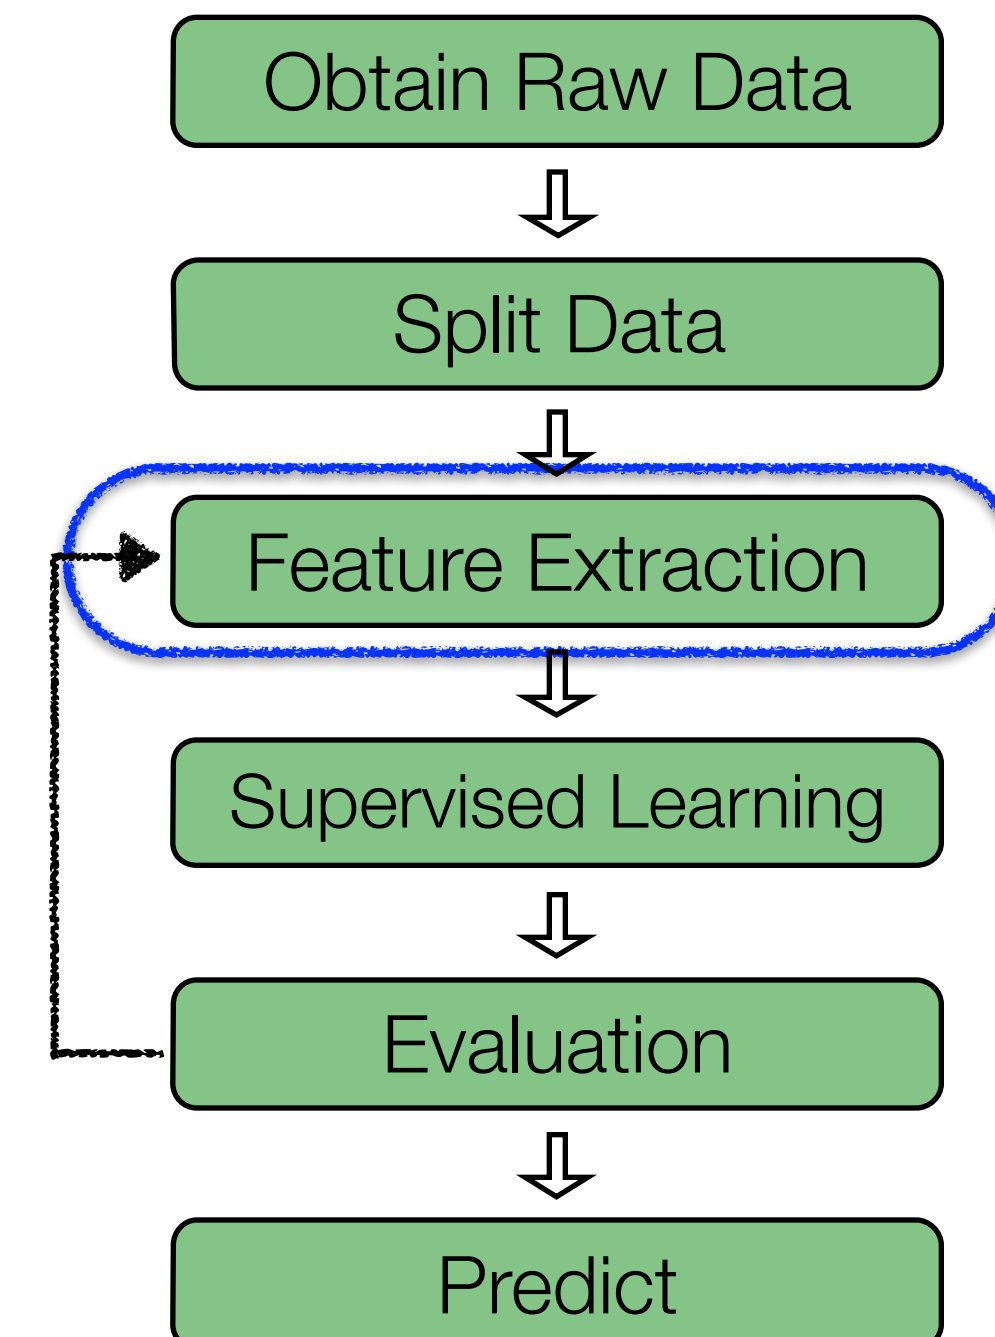 Obtain Raw Data
Split Data
Feature Extraction
Supervised Learning
Evaluation
Predict